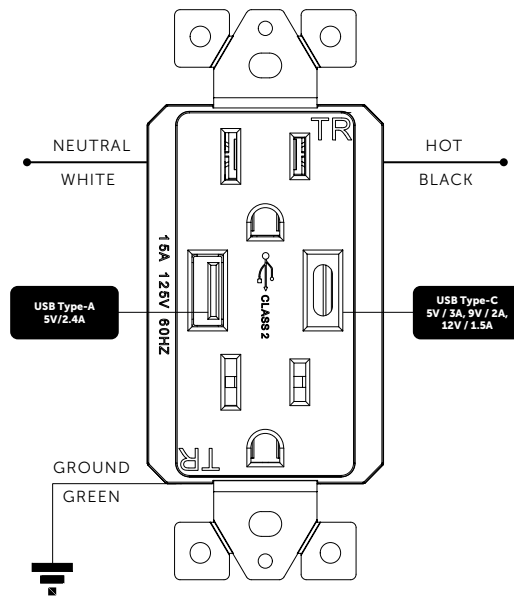 TR
NEUTRAL
WHITE
HOT
BLACK
15A 125V 60HZ
CLASS 2
USB Type-A
5V/2.4A
USB Type-C
5V / 3A, 9V / 2A,
12V / 1.5A
TR
GROUND
GREEN